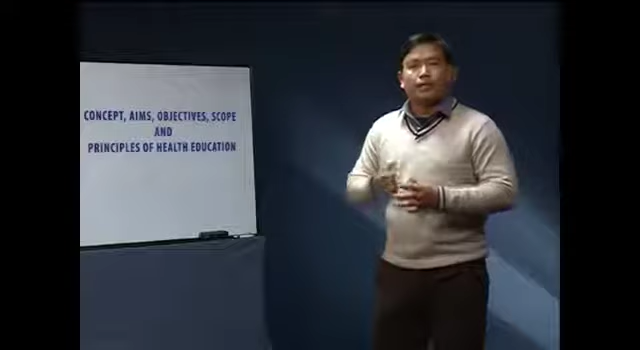 CONCEPT, AIMS, OBJECTIVES, SCOPE
AND
PRINCIPLES OF HEALTH EDUCATION